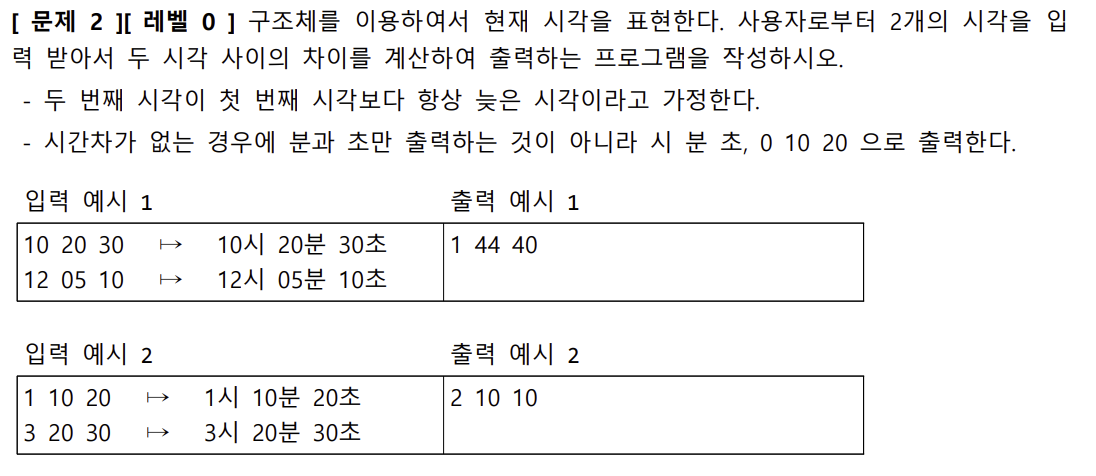 [ 문제 2 ][ 레벨 0 ] 구조체를 이용하여서 현재 시각을 표현한다. 사용자로부터 2개의 시각을 입
력 받아서 두 시각 사이의 차이를 계산하여 출력하는 프로그램을 작성하시오.
- 두 번째 시각이 첫 번째 시각보다 항상 늦은 시각이라고 가정한다.
- 시간차가 없는 경우에 분과 초만 출력하는 것이 아니라 시 분 초, 0 10 20 으로 출력한다.
입력 예시 1 출력 예시 1
10 20 30 ↦ 10시 20분 30초 1 44 40
12 05 10 ↦ 12시 05분 10초
입력 예시 2 출력 예시 2
1 10 20 ↦ 1시 10분 20초 2 10 10
3 20 30 ↦ 3시 20분 30초